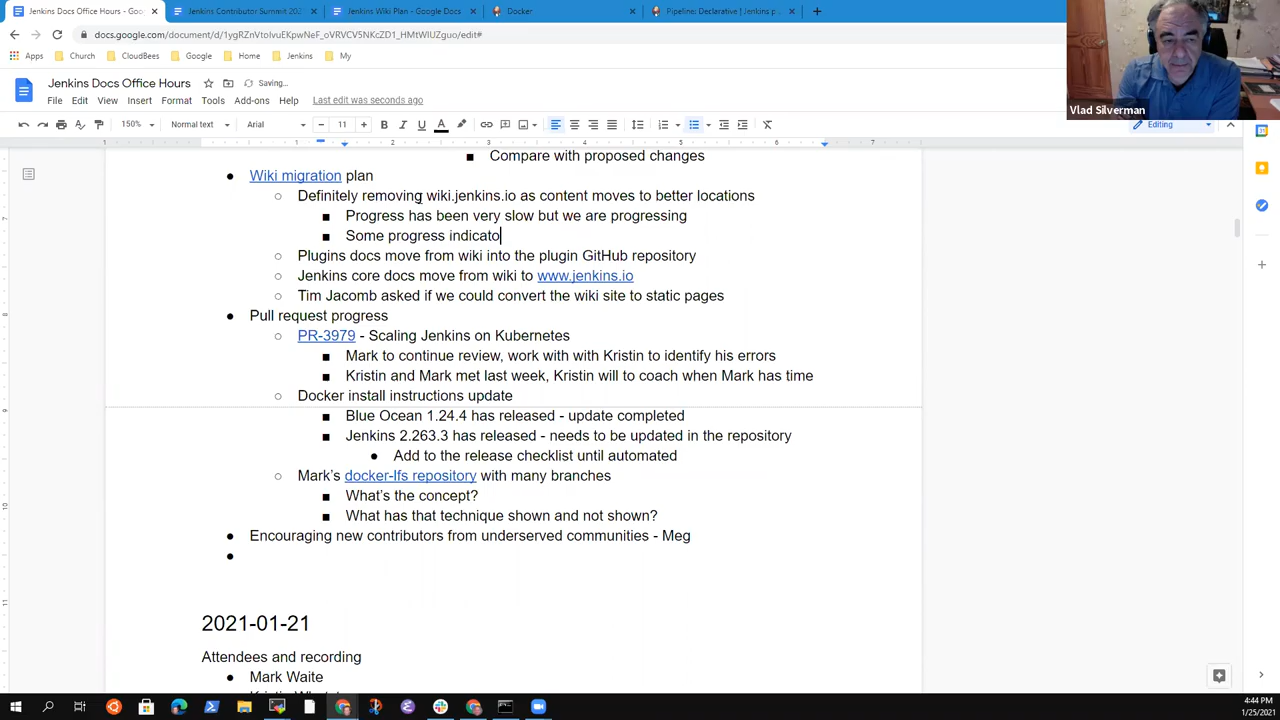 Jenkins Docs Office Hours - Goo
Jenkins Contributor Summit 202
Jenkins Wiki Plan - Google Docs
Docker
Pipeline: Declarative | Jenkins p
docs.google.com/document/d/1ygRZnVtoIvuEKpwNeF_oVRVCV5NKcZD1_HMtWIUZguo/edit#
Apps Church CloudBees Google Home Jenkins My
Jenkins Docs Office Hours Saving...
File Edit View Insert Format Tools Add-ons Help Last edit was seconds ago
150% Normal text Arial 11 Editing
Vlad Silverman
1 1 2 3 4 5 6 7
Compare with proposed changes
Wiki migration plan
Definitely removing wiki.jenkins.io as content moves to better locations
Progress has been very slow but we are progressing
Some progress indicato
Plugins docs move from wiki into the plugin GitHub repository
Jenkins core docs move from wiki to www.jenkins.io
Tim Jacomb asked if we could convert the wiki site to static pages
Pull request progress
PR-3979 - Scaling Jenkins on Kubernetes
Mark to continue review, work with with Kristin to identify his errors
Kristin and Mark met last week, Kristin will to coach when Mark has time
Docker install instructions update
Blue Ocean 1.24.4 has released - update completed
Jenkins 2.263.3 has released - needs to be updated in the repository
Add to the release checklist until automated
Mark's docker-lfs repository with many branches
What's the concept?
What has that technique shown and not shown?
Encouraging new contributors from underserved communities - Meg
2021-01-21
Attendees and recording
Mark Waite
4:44 PM
1/25/2021